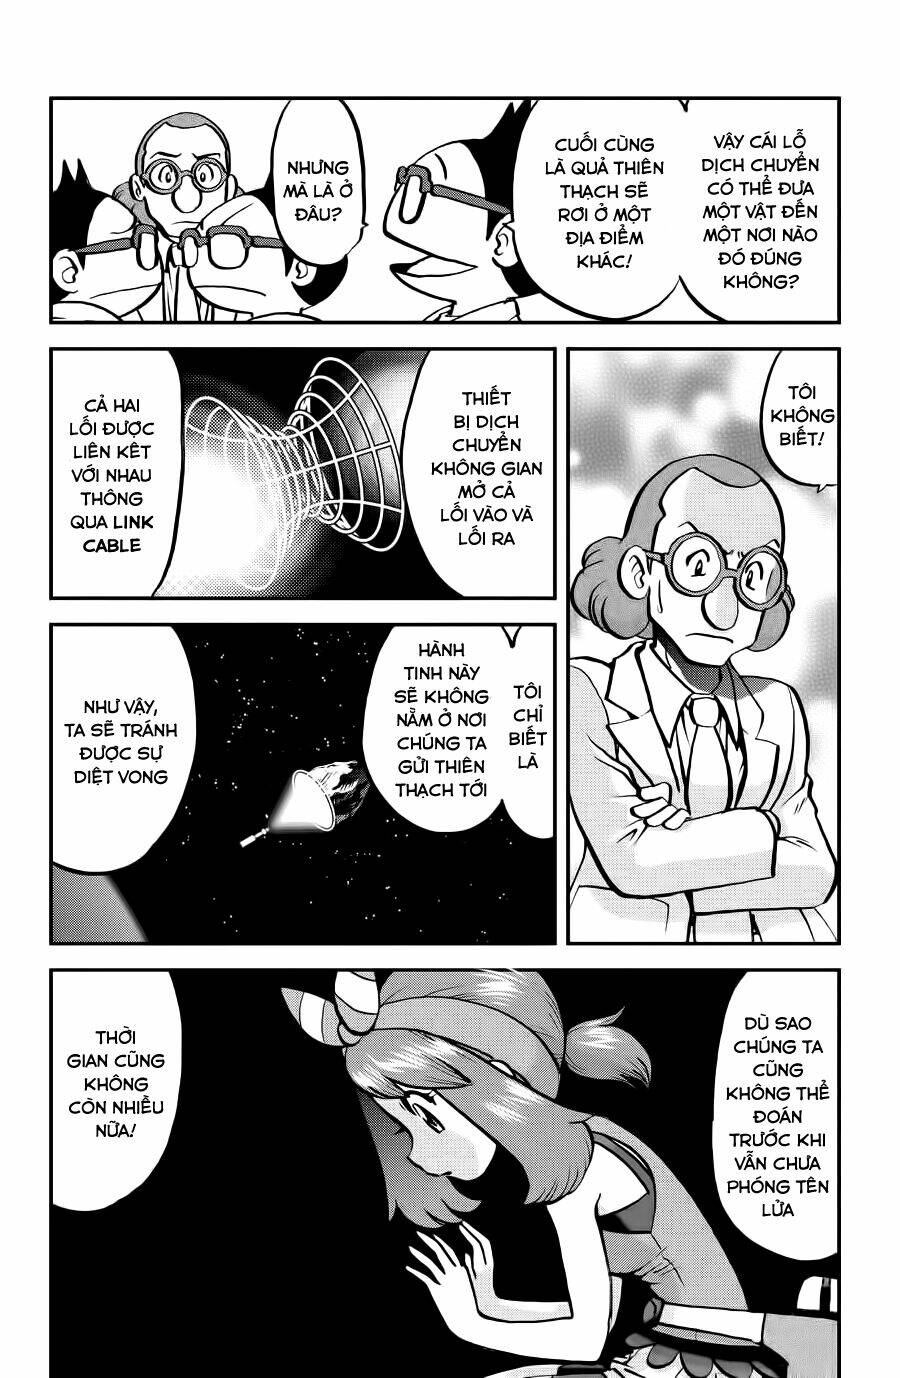 VẬY CÁI LỖ
DỊCH CHUYỂN
CÓ THỂ ĐƯA
MỘT VẬT ĐẾN
MỘT NƠI NÀO
ĐÓ ĐÚNG
KHÔNG?
CUỐI CÙNG
LÀ QUẢ THIÊN
THẠCH SẼ
RƠI Ở MỘT
ĐỊA ĐIỂM
KHÁC!
NHƯNG
MÀ LÀ Ở
ĐÂU?
TÔI
KHÔNG
BIẾT!
THIẾT
BỊ DỊCH
CHUYỂN
KHÔNG GIAN
MỞ CẢ
LỐI VÀO VÀ
LỐI RA
CẢ HAI
LỐI ĐƯỢC
LIÊN KẾT
VỚI NHAU
THÔNG
QUA LINK
CABLE
TÔI
CHỈ
BIẾT
LÀ
HÀNH
TINH NÀY
SẼ KHÔNG
NẰM Ở NƠI
CHÚNG TA
GỬI THIÊN
THẠCH TỚI
NHƯ VẬY,
TA SẼ TRÁNH
ĐƯỢC SỰ
DIỆT VONG
DÙ SAO
CHÚNG TA
CŨNG
KHÔNG THỂ
ĐOÁN
TRƯỚC KHI
VẪN CHƯA
PHÓNG TÊN
LỬA
THỜI
GIAN CŨNG
KHÔNG
CÒN NHIỀU
NỮA!